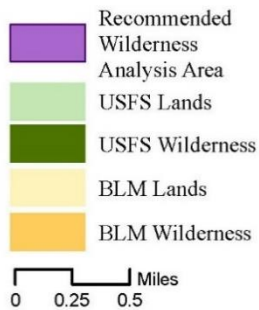 Recommended
Wilderness
Analysis Area
USFS Lands
USFS Wilderness
BLM Lands
BLM Wilderness
Miles
0 0.25 0.5